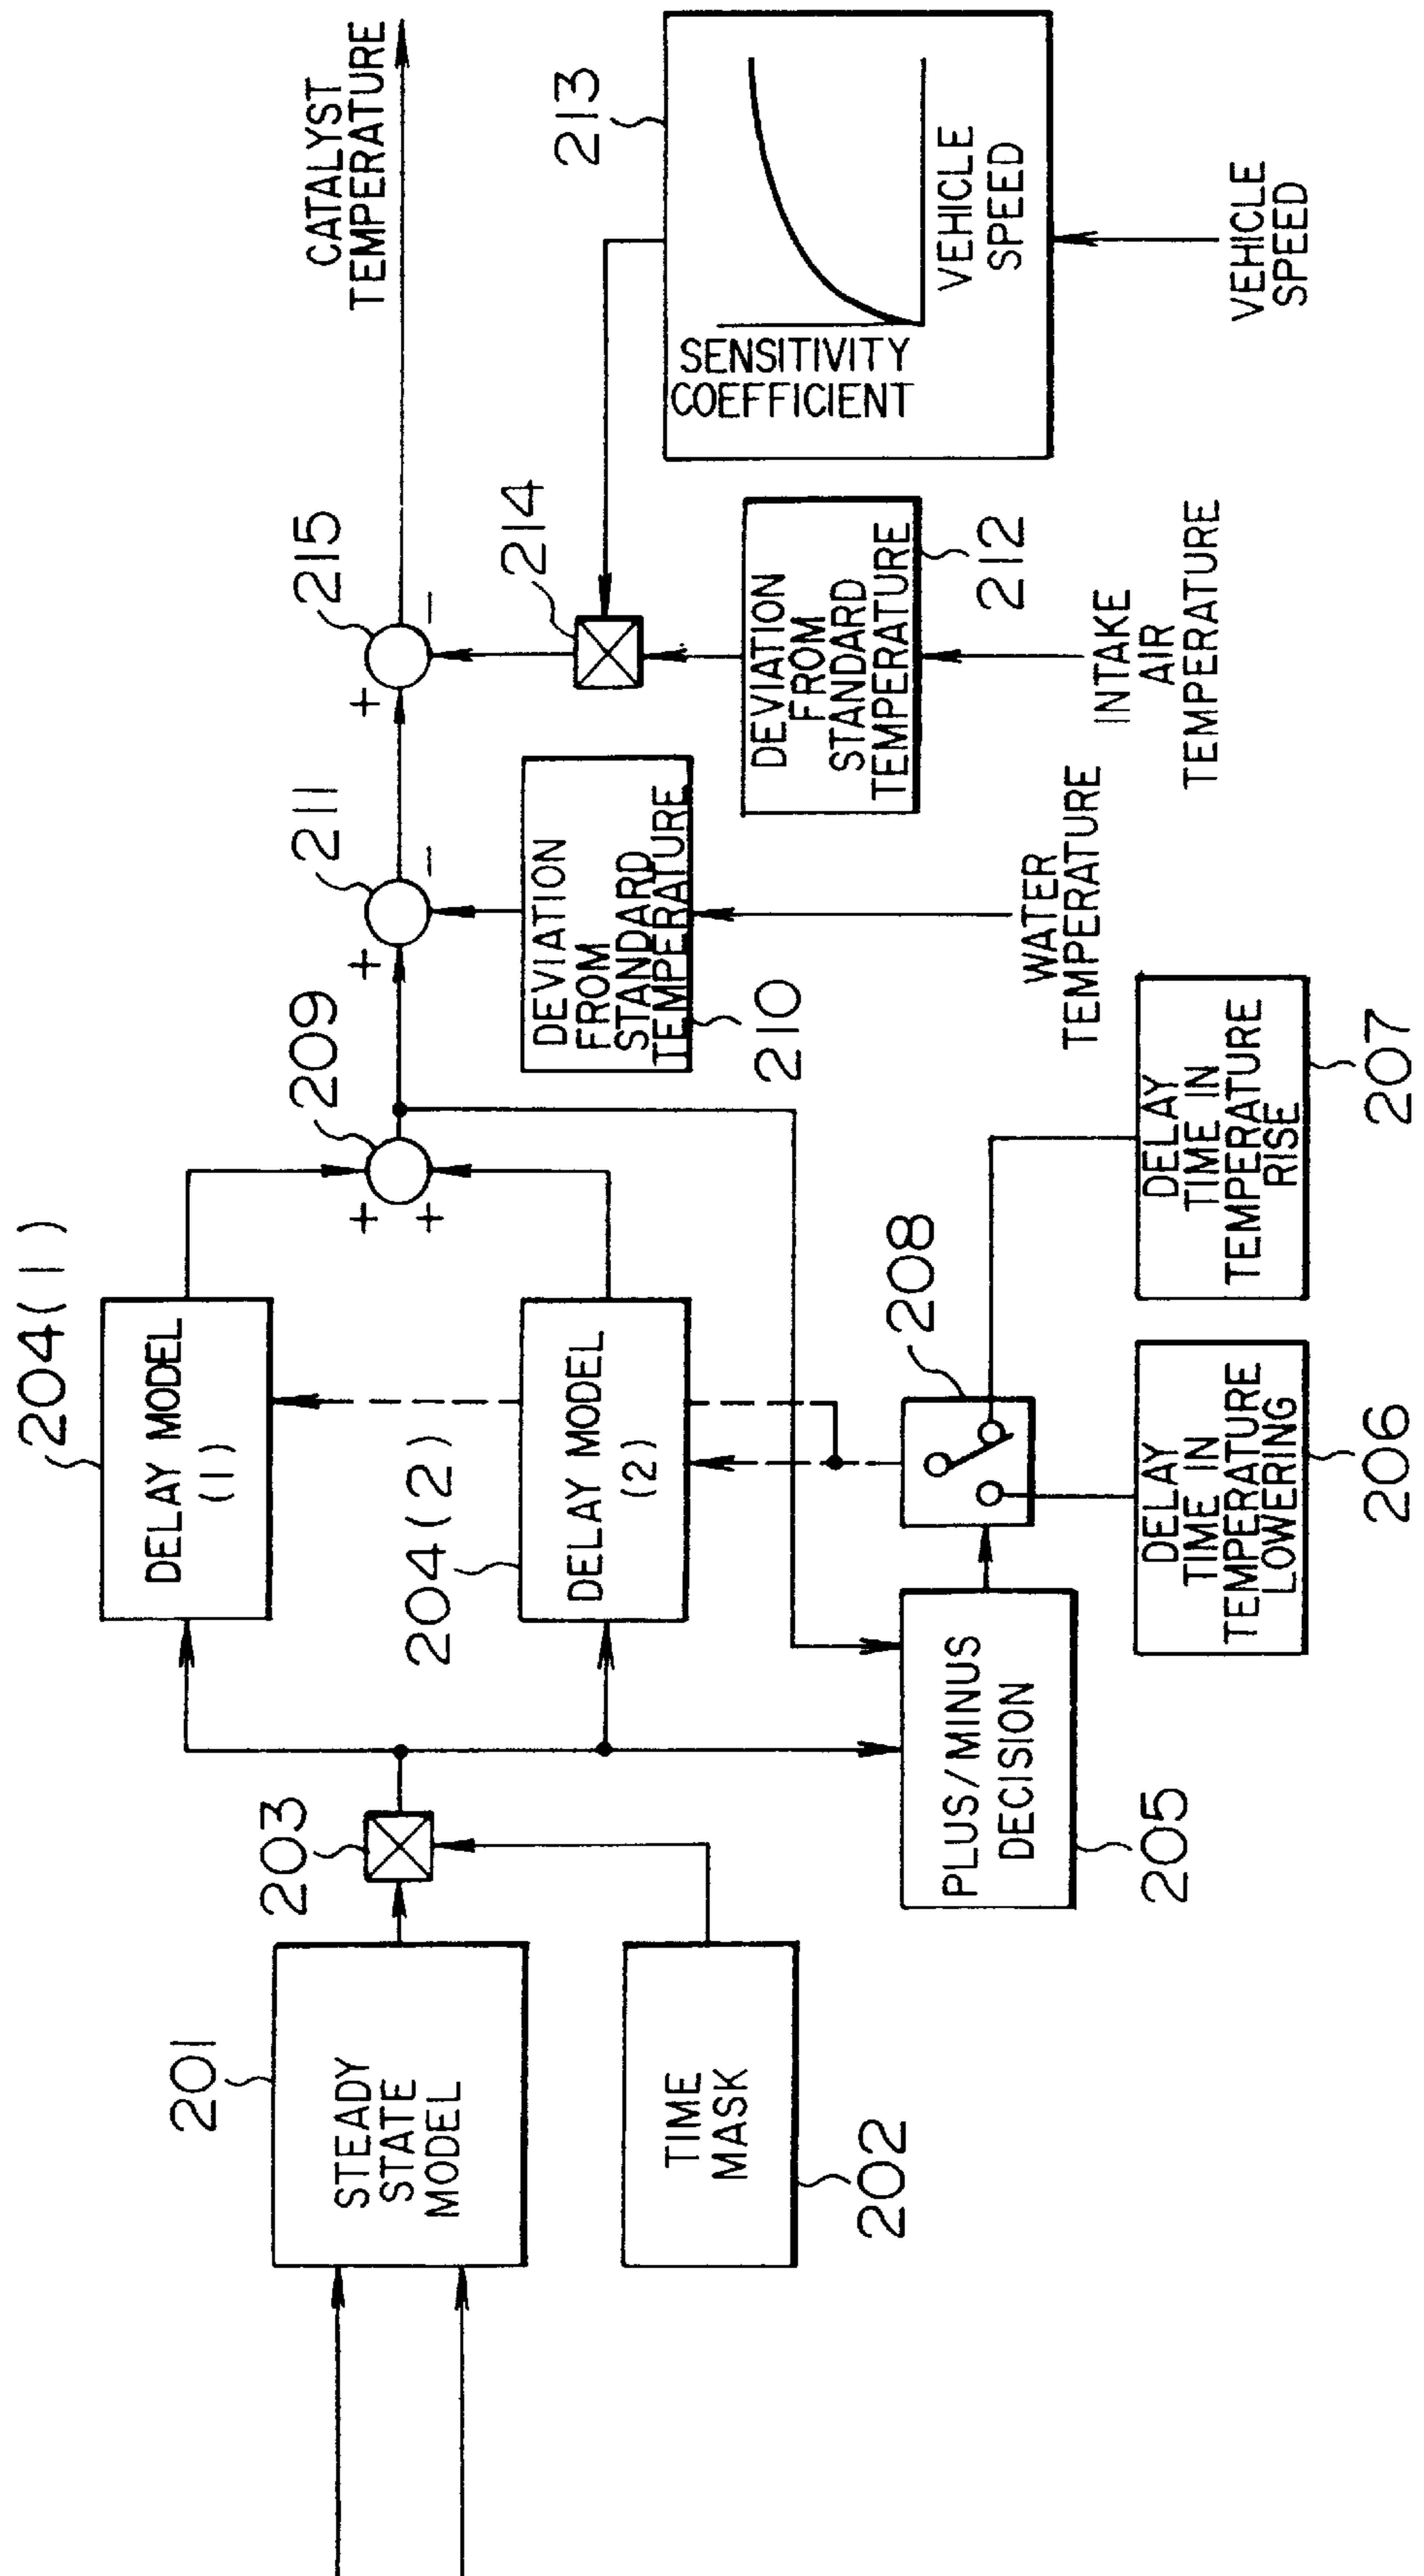 201
STEADY
STATE
MODEL
TIME
MASK
202
203
204(1)
DELAY MODEL
(1)
204(2)
DELAY MODEL
(2)
PLUS/MINUS
DECISION
205
208
DELAY
TIME IN
TEMPERATURE
LOWERING
206
DELAY
TIME IN
TEMPERATURE
RISE
207
209
+
+
211
+
-
DEVIATION
FROM
STANDARD
TEMPERATURE
210
WATER
TEMPERATURE
215
+
-
214
DEVIATION
FROM
STANDARD
TEMPERATURE
212
INTAKE
AIR
TEMPERATURE
213
SENSITIVITY
COEFFICIENT
VEHICLE
SPEED
VEHICLE
SPEED
CATALYST
TEMPERATURE